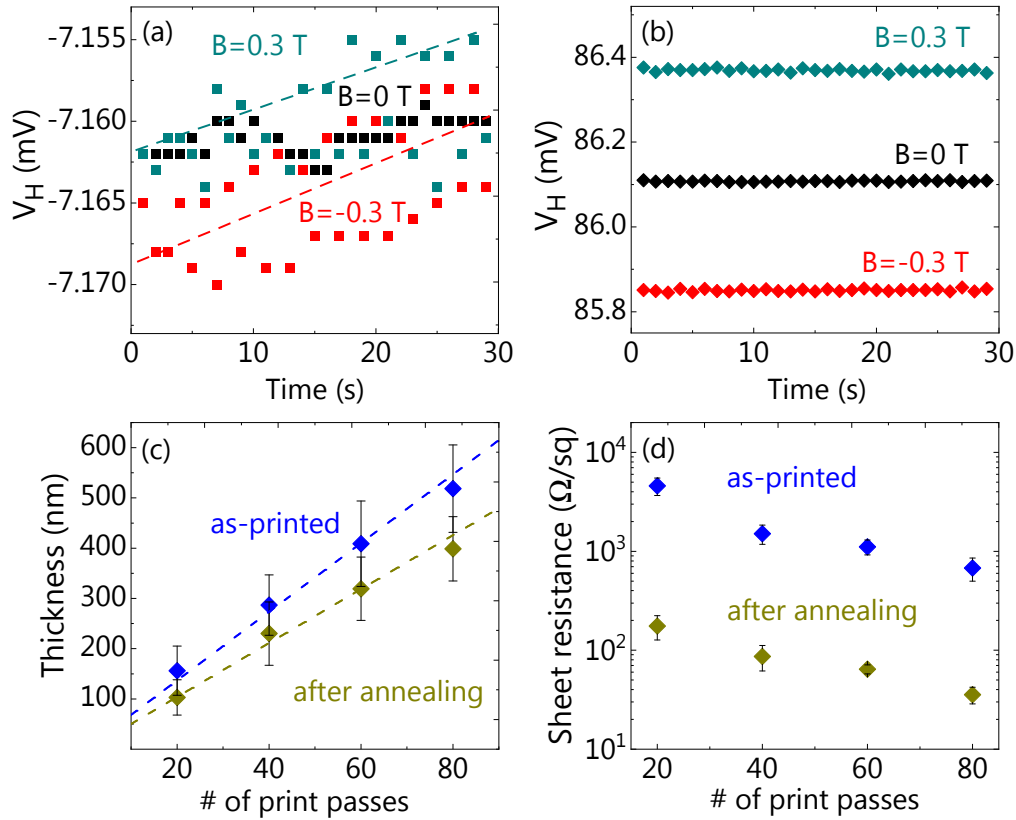 (a)
B=0.3 T
B=0 T
B=-0.3 T
-7.155
-7.160
-7.165
-7.170
V_H (mV)
0 10 20 30
Time (s)
(b)
B=0.3 T
B=0 T
B=-0.3 T
86.4
86.2
86.0
85.8
V_H (mV)
0 10 20 30
Time (s)
(c)
as-printed
after annealing
600
500
400
300
200
100
Thickness (nm)
20 40 60 80
# of print passes
(d)
as-printed
after annealing
10^4
10^3
10^2
10^1
Sheet resistance (Ω/sq)
20 40 60 80
# of print passes